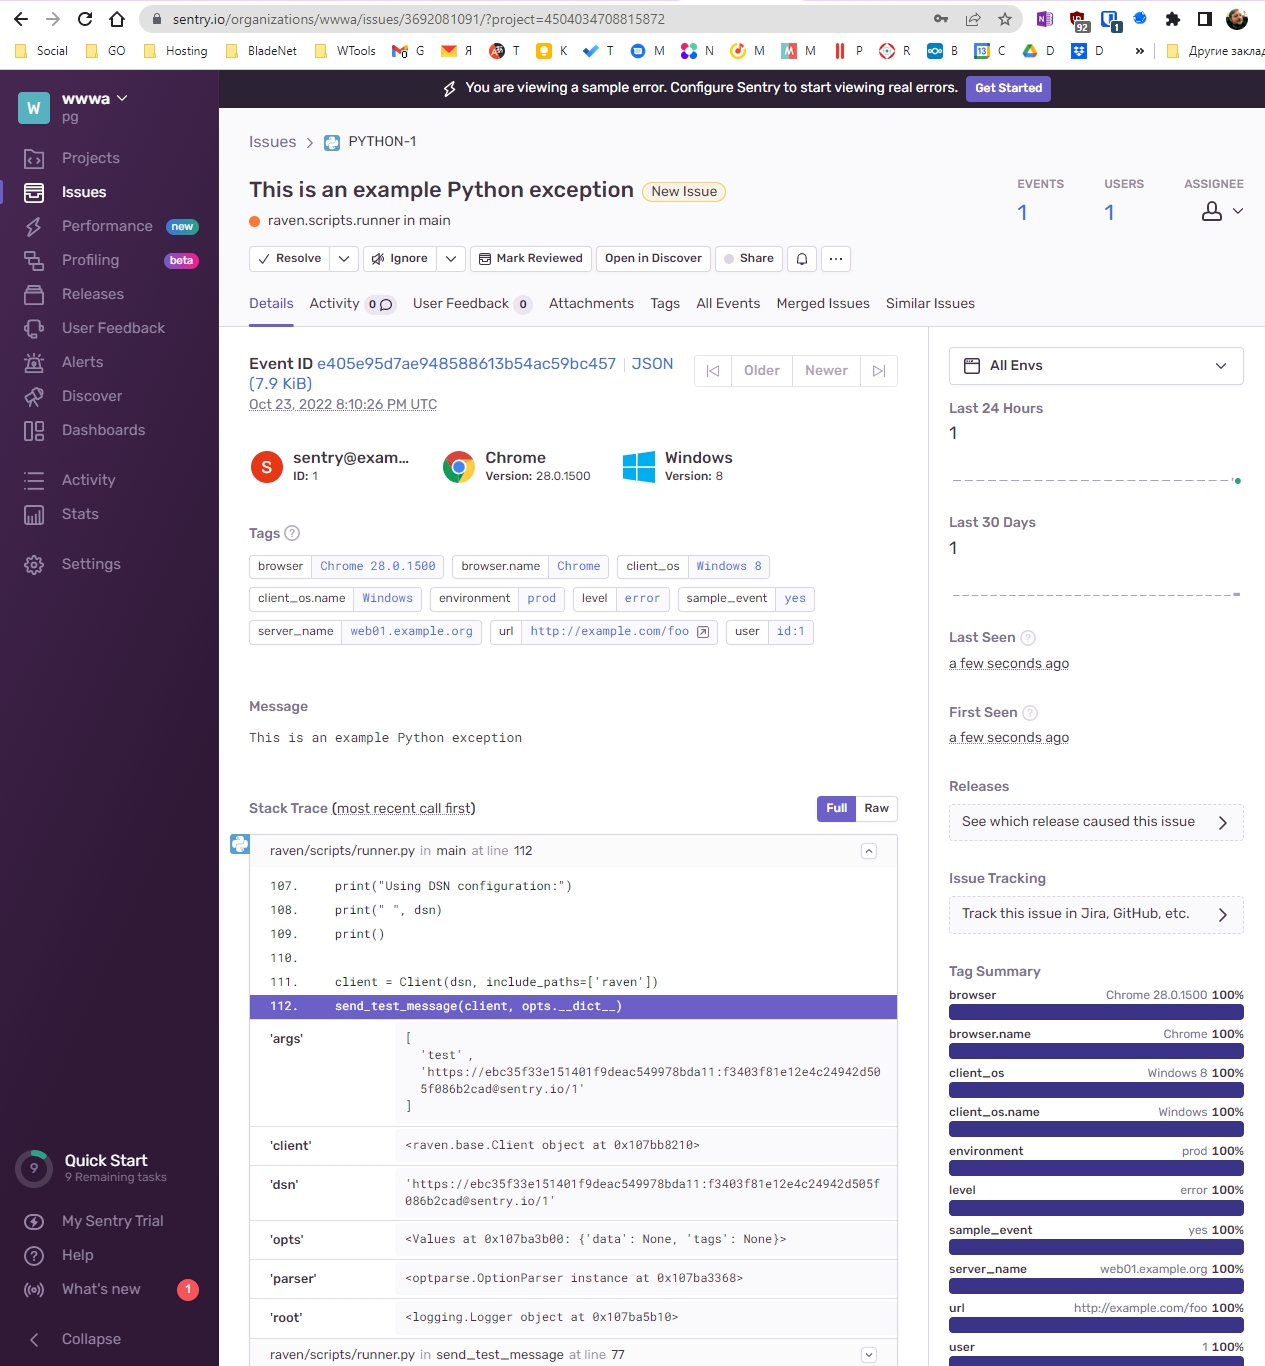 sentry.io/organizations/wwwa/issues/3692081091/?project=4504034708815872
92
1
Social GO Hosting BladeNet WTools G Я T K T M N M M P R B 13 C D D » Другие заклад
W wwwa
pg
You are viewing a sample error. Configure Sentry to start viewing real errors. Get Started
Projects
Issues
Performance new
Profiling beta
Releases
User Feedback
Alerts
Discover
Dashboards
Activity
Stats
Settings
Quick Start
9
9 Remaining tasks
My Sentry Trial
Help
What's new 1
Collapse
Issues > PYTHON-1
This is an example Python exception New Issue
raven.scripts.runner in main
EVENTS USERS ASSIGNEE
1 1
Resolve Ignore Mark Reviewed Open in Discover Share ...
Details Activity 0 User Feedback 0 Attachments Tags All Events Merged Issues Similar Issues
Event ID e405e95d7ae948588613b54ac59bc457 | JSON
(7.9 KiB)
Oct 23, 2022 8:10:26 PM UTC
Older Newer
S sentry@exam... Chrome Windows
ID: 1 Version: 28.0.1500 Version: 8
Tags ?
browser Chrome 28.0.1500 browser.name Chrome client_os Windows 8
client_os.name Windows environment prod level error sample_event yes
server_name web01.example.org url http://example.com/foo user id:1
Message
This is an example Python exception
Stack Trace (most recent call first) Full Raw
raven/scripts/runner.py in main at line 112
107. print("Using DSN configuration:")
108. print(" ", dsn)
109. print()
110.
111. client = Client(dsn, include_paths=['raven'])
112. send_test_message(client, opts.__dict__)
'args' [
'test' ,
'https://ebc35f33e151401f9deac549978bda11:f3403f81e12e4c24942d50
5f086b2cad@sentry.io/1'
]
'client' <raven.base.Client object at 0x107bb8210>
'dsn' 'https://ebc35f33e151401f9deac549978bda11:f3403f81e12e4c24942d505f
086b2cad@sentry.io/1'
'opts' <Values at 0x107ba3b00: {'data': None, 'tags': None}>
'parser' <optparse.OptionParser instance at 0x107ba3368>
'root' <logging.Logger object at 0x107ba5b10>
raven/scripts/runner.py in send_test_message at line 77
All Envs
Last 24 Hours
1
Last 30 Days
1
Last Seen ?
a few seconds ago
First Seen ?
a few seconds ago
Releases
See which release caused this issue
Issue Tracking
Track this issue in Jira, GitHub, etc.
Tag Summary
browser Chrome 28.0.1500 100%
browser.name Chrome 100%
client_os Windows 8 100%
client_os.name Windows 100%
environment prod 100%
level error 100%
sample_event yes 100%
server_name web01.example.org 100%
url http://example.com/foo 100%
user 1 100%